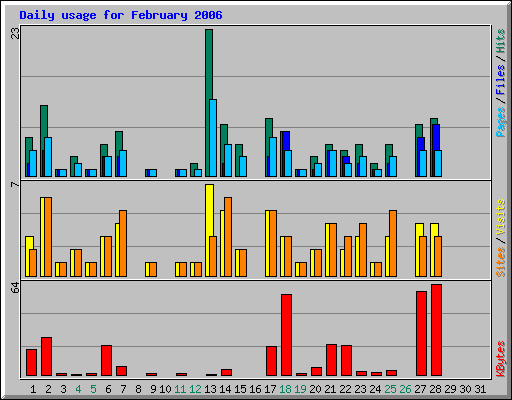 Daily usage for February 2006
23
7
64
Pages / Files / Hits
Sites / Visits
KBytes
1 2 3 4 5 6 7 8 9 10 11 12 13 14 15 16 17 18 19 20 21 22 23 24 25 26 27 28 29 30 31